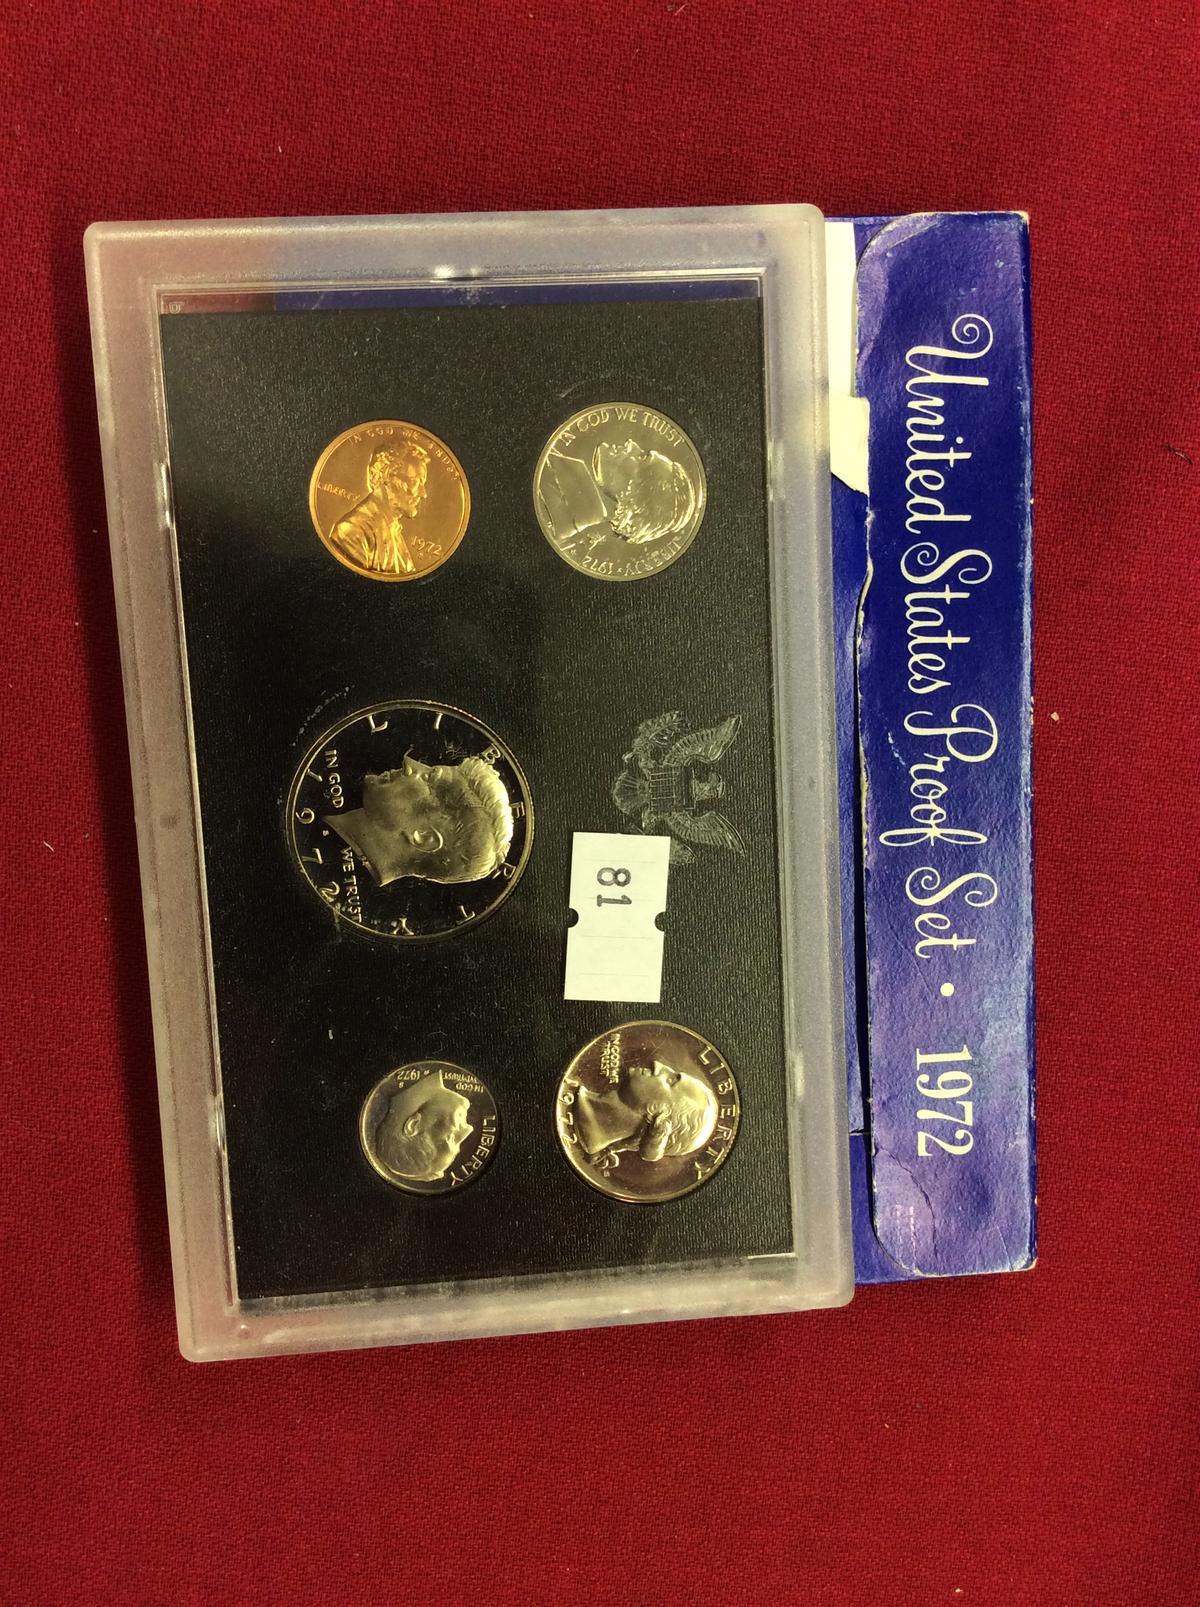 United States Proof Set • 1972
IN GOD WE TRUST
LIBERTY
1972
S
IN GOD WE TRUST
LIBERTY • 1972
LIBERTY
IN GOD WE TRUST
S
1972
81
LIBERTY
IN GOD WE
TRUST
S
1972
LIBERTY
IN GOD
WE TRUST
1972
S